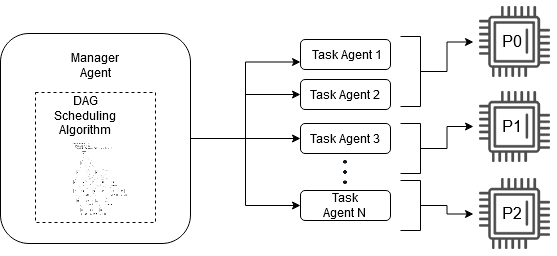 Manager
Agent
DAG
Scheduling
Algorithm
Task Agent 1
Task Agent 2
Task Agent 3
Task
Agent N
P0
P1
P2